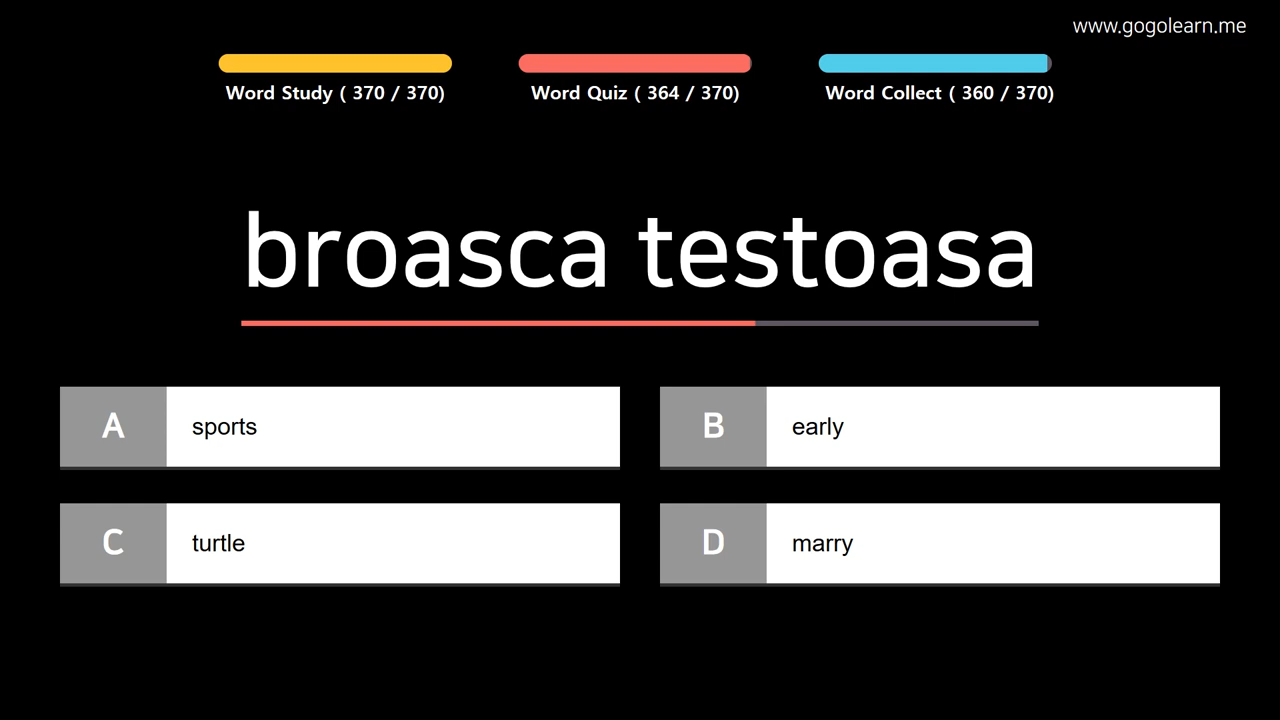 www.gogolearn.me
Word Study ( 370 / 370)
Word Quiz ( 364 / 370)
Word Collect ( 360 / 370)
broasca testoasa
A sports
B early
C turtle
D marry